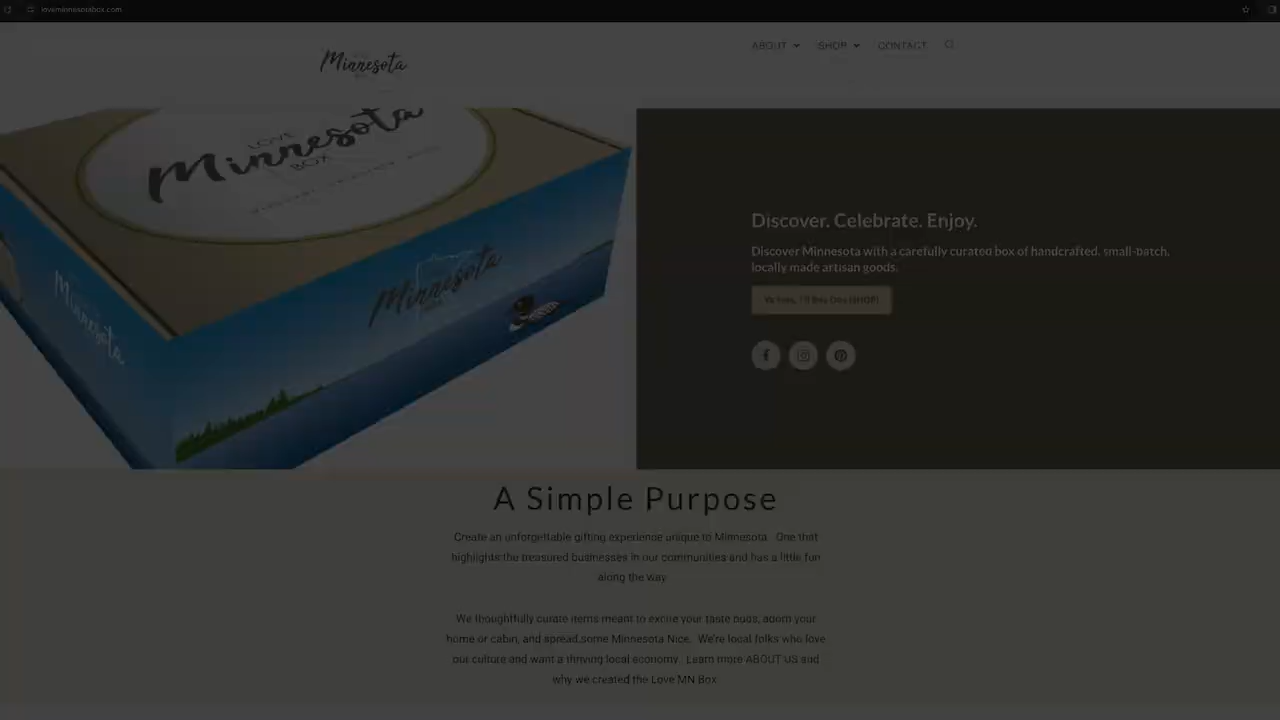 loveminnesotabox.com
Minnesota
ABOUT
SHOP
CONTACT
LOVE
Minnesota
BOX
Minnesota
Minnesota
Discover. Celebrate. Enjoy.
Discover Minnesota with a carefully curated box of handcrafted, small-batch,
locally made artisan goods.
A Simple Purpose
Create an unforgettable gifting experience unique to Minnesota. One that
highlights the treasured businesses in our communities and has a little fun
along the way.
We thoughtfully curate items meant to excite your taste buds, adorn your
home or cabin, and spread some Minnesota Nice. We're local folks who love
our culture and want a thriving local economy. Learn more ABOUT US and
why we created the Love MN Box.